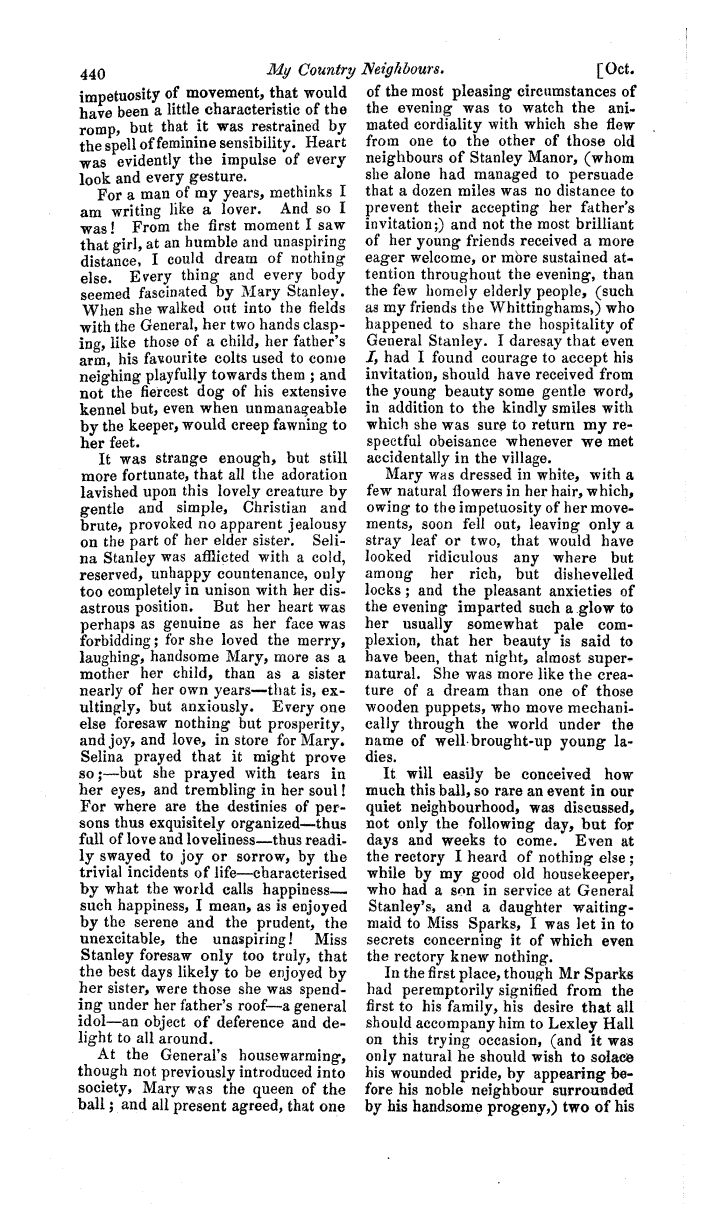 440
My Country Neighbours.
[Oct.
impetuosity of movement, that would
have been a little characteristic of the
romp, but that it was restrained by
the spell of feminine sensibility. Heart
was evidently the impulse of every
look and every gesture.
For a man of my years, methinks I
am writing like a lover. And so I
was! From the first moment I saw
that girl, at an humble and unaspiring
distance, I could dream of nothing
else. Every thing and every body
seemed fascinated by Mary Stanley.
When she walked out into the fields
with the General, her two hands clasp-
ing, like those of a child, her father's
arm, his favourite colts used to come
neighing playfully towards them; and
not the fiercest dog of his extensive
kennel but, even when unmanageable
by the keeper, would creep fawning to
her feet.
It was strange enough, but still
more fortunate, that all the adoration
lavished upon this lovely creature by
gentle and simple, Christian and
brute, provoked no apparent jealousy
on the part of her elder sister. Seli-
na Stanley was afflicted with a cold,
reserved, unhappy countenance, only
too completely in unison with her dis-
astrous position. But her heart was
perhaps as genuine as her face was
forbidding; for she loved the merry,
laughing, handsome Mary, more as a
mother her child, than as a sister
nearly of her own years—that is, ex-
ultingly, but anxiously. Every one
else foresaw nothing but prosperity,
and joy, and love, in store for Mary.
Selina prayed that it might prove
so;—but she prayed with tears in
her eyes, and trembling in her soul!
For where are the destinies of per-
sons thus exquisitely organized—thus
full of love and loveliness—thus readi-
ly swayed to joy or sorrow, by the
trivial incidents of life—characterised
by what the world calls happiness—
such happiness, I mean, as is enjoyed
by the serene and the prudent, the
unexcitable, the unaspiring! Miss
Stanley foresaw only too truly, that
the best days likely to be enjoyed by
her sister, were those she was spend-
ing under her father's roof—a general
idol—an object of deference and de-
light to all around.
At the General's housewarming,
though not previously introduced into
society, Mary was the queen of the
ball; and all present agreed, that one
of the most pleasing circumstances of
the evening was to watch the ani-
mated cordiality with which she flew
from one to the other of those old
neighbours of Stanley Manor, (whom
she alone had managed to persuade
that a dozen miles was no distance to
prevent their accepting her father's
invitation;) and not the most brilliant
of her young friends received a more
eager welcome, or more sustained at-
tention throughout the evening, than
the few homely elderly people, (such
as my friends the Whittinghams,) who
happened to share the hospitality of
General Stanley. I daresay that even
I, had I found courage to accept his
invitation, should have received from
the young beauty some gentle word,
in addition to the kindly smiles with
which she was sure to return my re-
spectful obeisance whenever we met
accidentally in the village.
Mary was dressed in white, with a
few natural flowers in her hair, which,
owing to the impetuosity of her move-
ments, soon fell out, leaving only a
stray leaf or two, that would have
looked ridiculous any where but
among her rich, but dishevelled
locks; and the pleasant anxieties of
the evening imparted such a glow to
her usually somewhat pale com-
plexion, that her beauty is said to
have been, that night, almost super-
natural. She was more like the crea-
ture of a dream than one of those
wooden puppets, who move mechani-
cally through the world under the
name of well-brought-up young la-
dies.
It will easily be conceived how
much this ball, so rare an event in our
quiet neighbourhood, was discussed,
not only the following day, but for
days and weeks to come. Even at
the rectory I heard of nothing else;
while by my good old housekeeper,
who had a son in service at General
Stanley's, and a daughter waiting-
maid to Miss Sparks, I was let in to
secrets concerning it of which even
the rectory knew nothing.
In the first place, though Mr Sparks
had peremptorily signified from the
first to his family, his desire that all
should accompany him to Lexley Hall
on this trying occasion, (and it was
only natural he should wish to solace
his wounded pride, by appearing be-
fore his noble neighbour surrounded
by his handsome progeny,) two of his